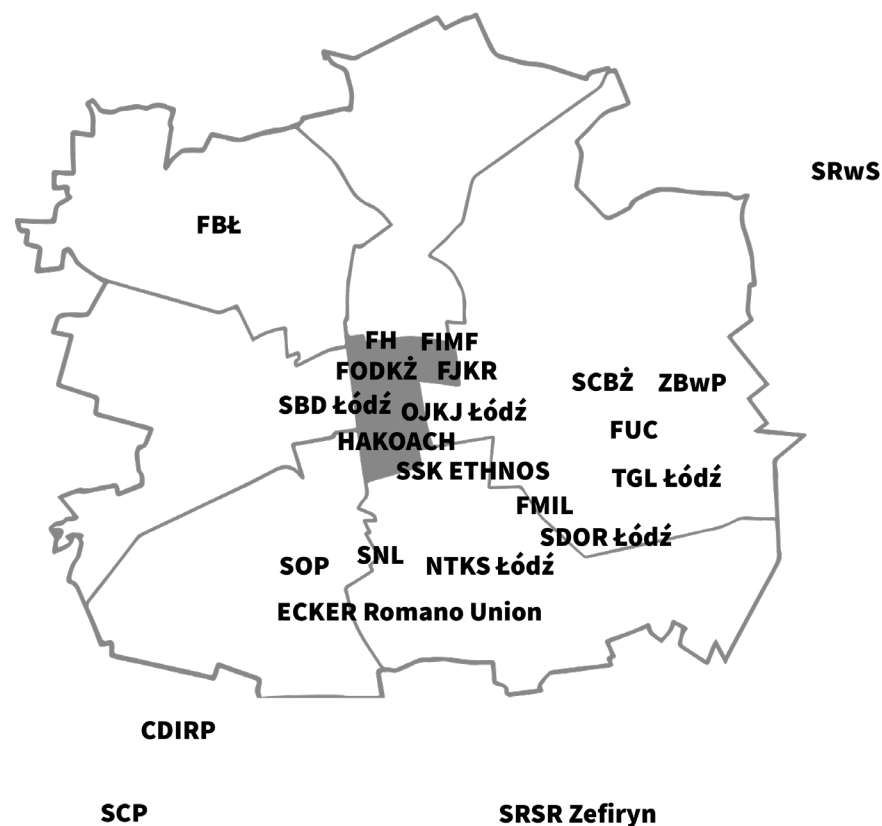 SRwS
FBŁ
FH
FIMF
FODKŻ
FJKR
SCBŻ
ZBwP
SBD Łódź
OJKJ Łódź
FUC
HAKOACH
SSK ETHNOS
TGL Łódź
FMIL
SDOR Łódź
SNL
SOP
NTKS Łódź
ECKER Romano Union
CDIRP
SCP
SRSR Zefiryn